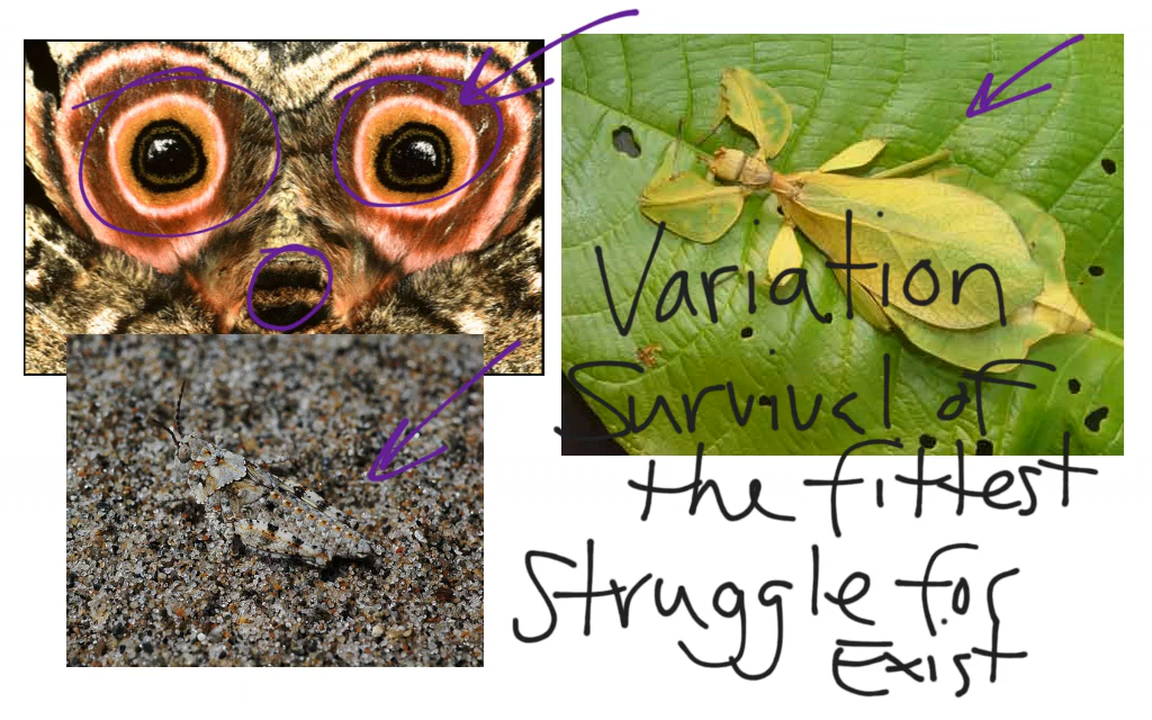 Variation
Survival of
the fittest
Struggle for
Exist